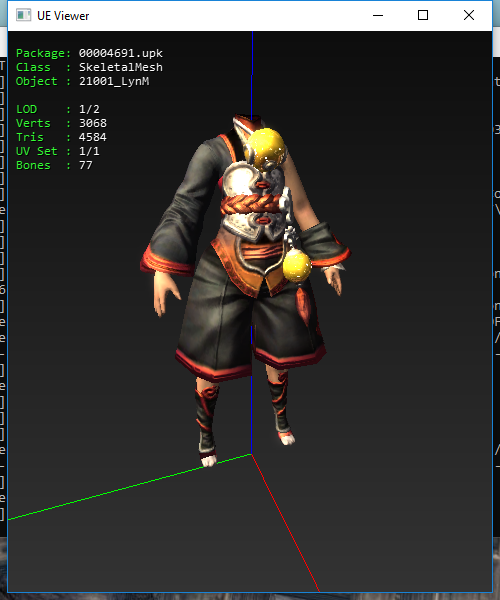 UE Viewer
Package: 00004691.upk
Class : SkeletalMesh
Object : 21001_LynM
LOD : 1/2
Verts : 3068
Tris : 4584
UV Set : 1/1
Bones : 77